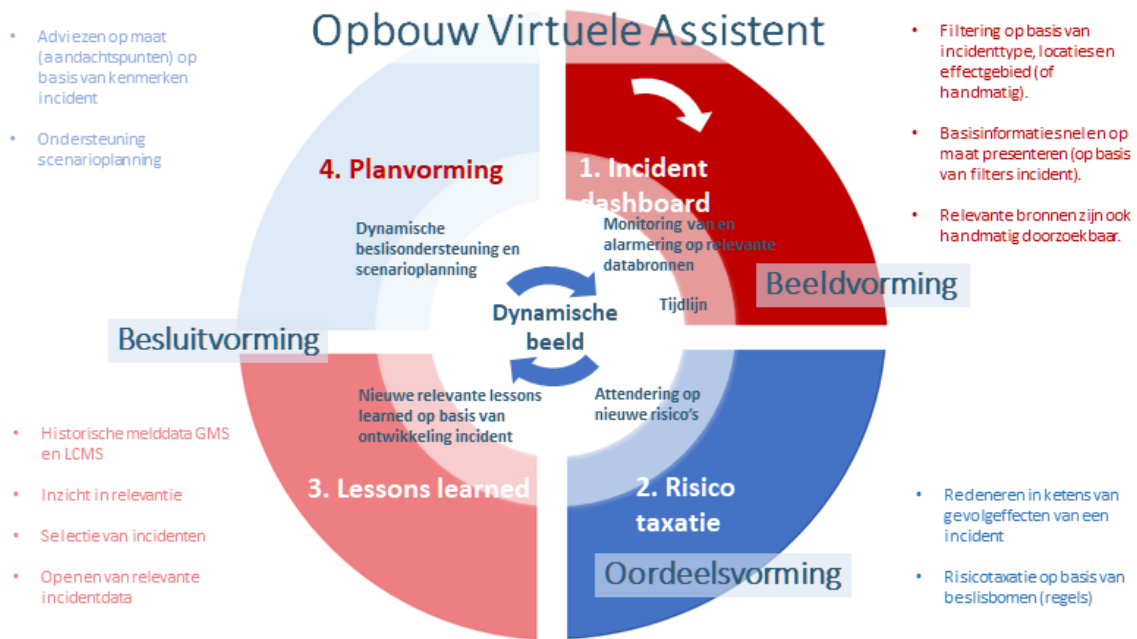 Opbouw Virtuele Assistent
• Adviezen op maat
(aandachtspunten) op
basis van kenmerken
incident
• Ondersteuning
scenarioplanning
• Filtering op basis van
incidenttype, locaties en
effectgebied (of
handmatig).
• Basisinformatie snel en op
maat presenteren (op basis
van filters incident).
• Relevante bronnen zijn ook
handmatig doorzoekbaar.
4. Planvorming
Dynamische
beslisondersteuning en
scenarioplanning
1. Incident
dashboard
Monitoring van en
alarmering op relevante
databronnen
Tijdlijn
Beeldvorming
Dynamische
beeld
Besluitvorming
Nieuwe relevante lessons
learned op basis van
ontwikkeling incident
3. Lessons learned
Attendering op
nieuwe risico's
2. Risico
taxatie
Oordeelsvorming
• Historische melddata GMS
en LCMS
• Inzicht in relevantie
• Selectie van incidenten
• Openen van relevante
incidentdata
• Redeneren in ketens van
gevolgeffecten van een
incident
• Risicotaxatie op basis van
beslisbomen (regels)